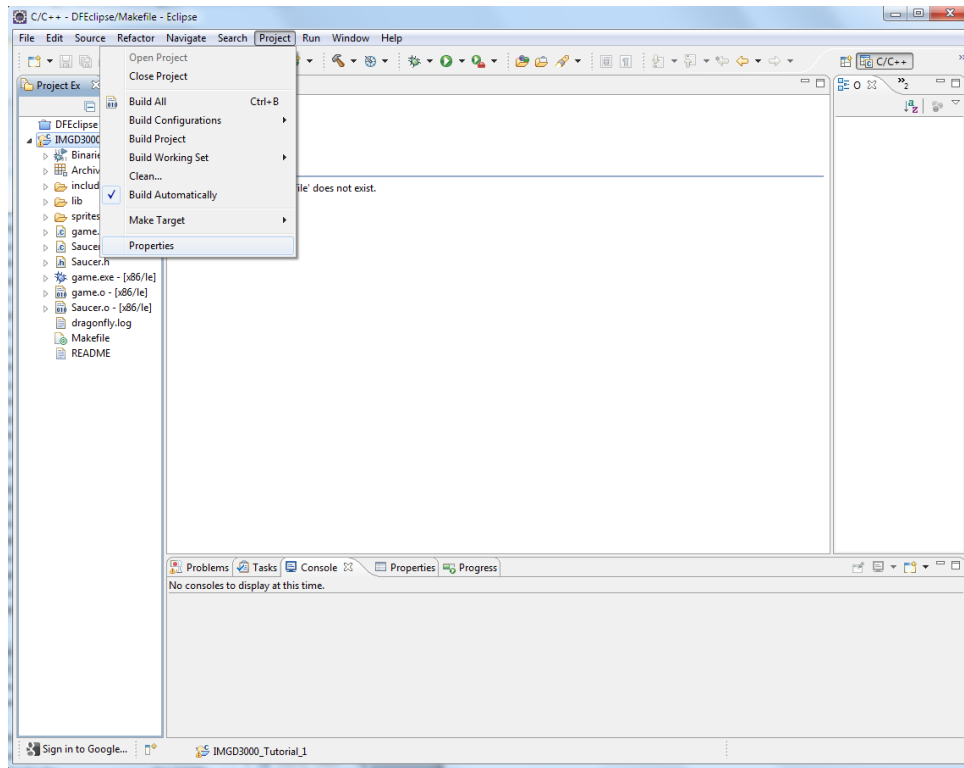 C/C++ - DFEclipse/Makefile - Eclipse
File Edit Source Refactor Navigate Search Project Run Window Help
Open Project
Close Project
Build All Ctrl+B
Build Configurations
Build Project
Build Working Set
Clean...
Build Automatically
Make Target
Properties
C/C++
Project Ex
O
2
DFEclipse
IMGD3000
Binarie
Archiv
includ
lib
sprites
game.
Saucer
Saucer.h
game.exe - [x86/le]
game.o - [x86/le]
Saucer.o - [x86/le]
dragonfly.log
Makefile
README
ile' does not exist.
Problems Tasks Console Properties Progress
No consoles to display at this time.
Sign in to Google... IMGD3000_Tutorial_1